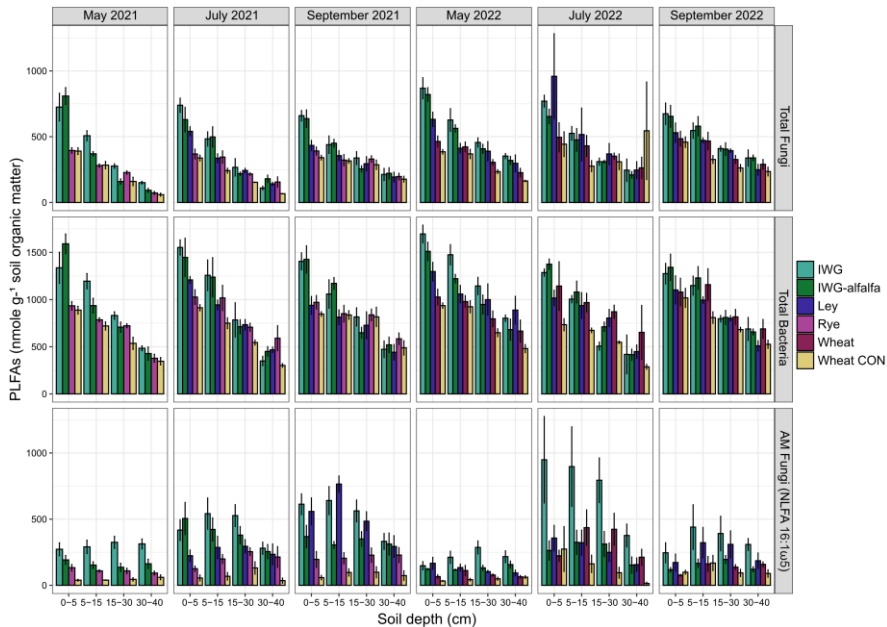 May 2021 July 2021 September 2021 May 2022 July 2022 September 2022
1000
500
0
Total Fungi
1500
1000
500
0
Total Bacteria
1000
500
0
AM Fungi (NLFA 16:1ω5)
PLFAs (nmole g-¹ soil organic matter)
0−5 5−15 15−30 30−40 0−5 5−15 15−30 30−40 0−5 5−15 15−30 30−40 0−5 5−15 15−30 30−40 0−5 5−15 15−30 30−40 0−5 5−15 15−30 30−40
Soil depth (cm)
IWG
IWG-alfalfa
Ley
Rye
Wheat
Wheat CON